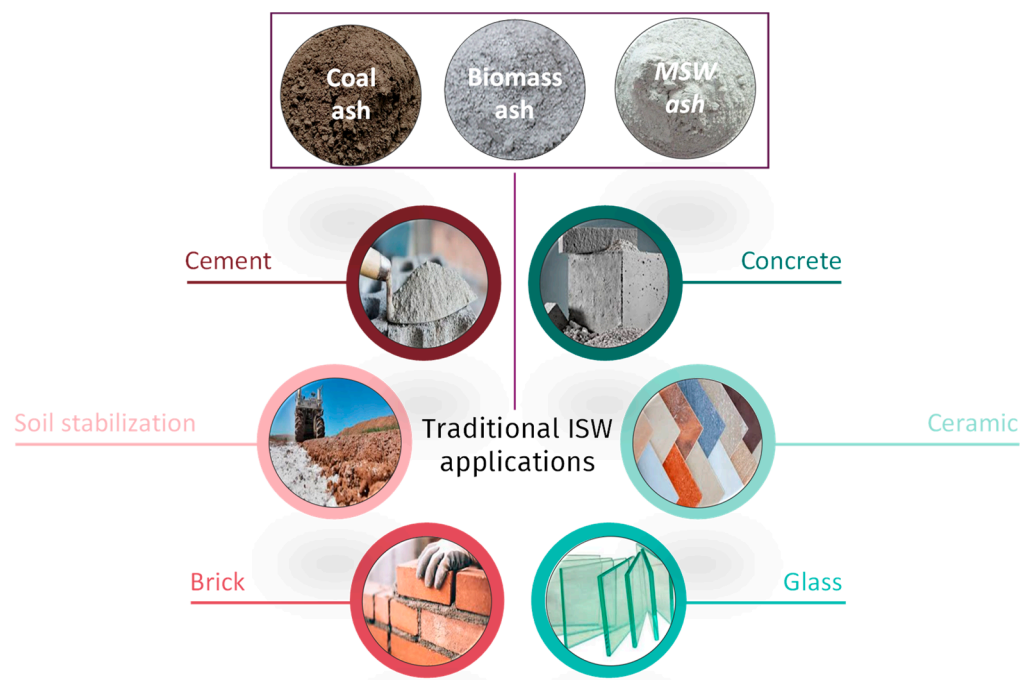 Coal
ash
Biomass
ash
MSW
ash
Cement
Concrete
Soil stabilization
Traditional ISW
applications
Ceramic
Brick
Glass